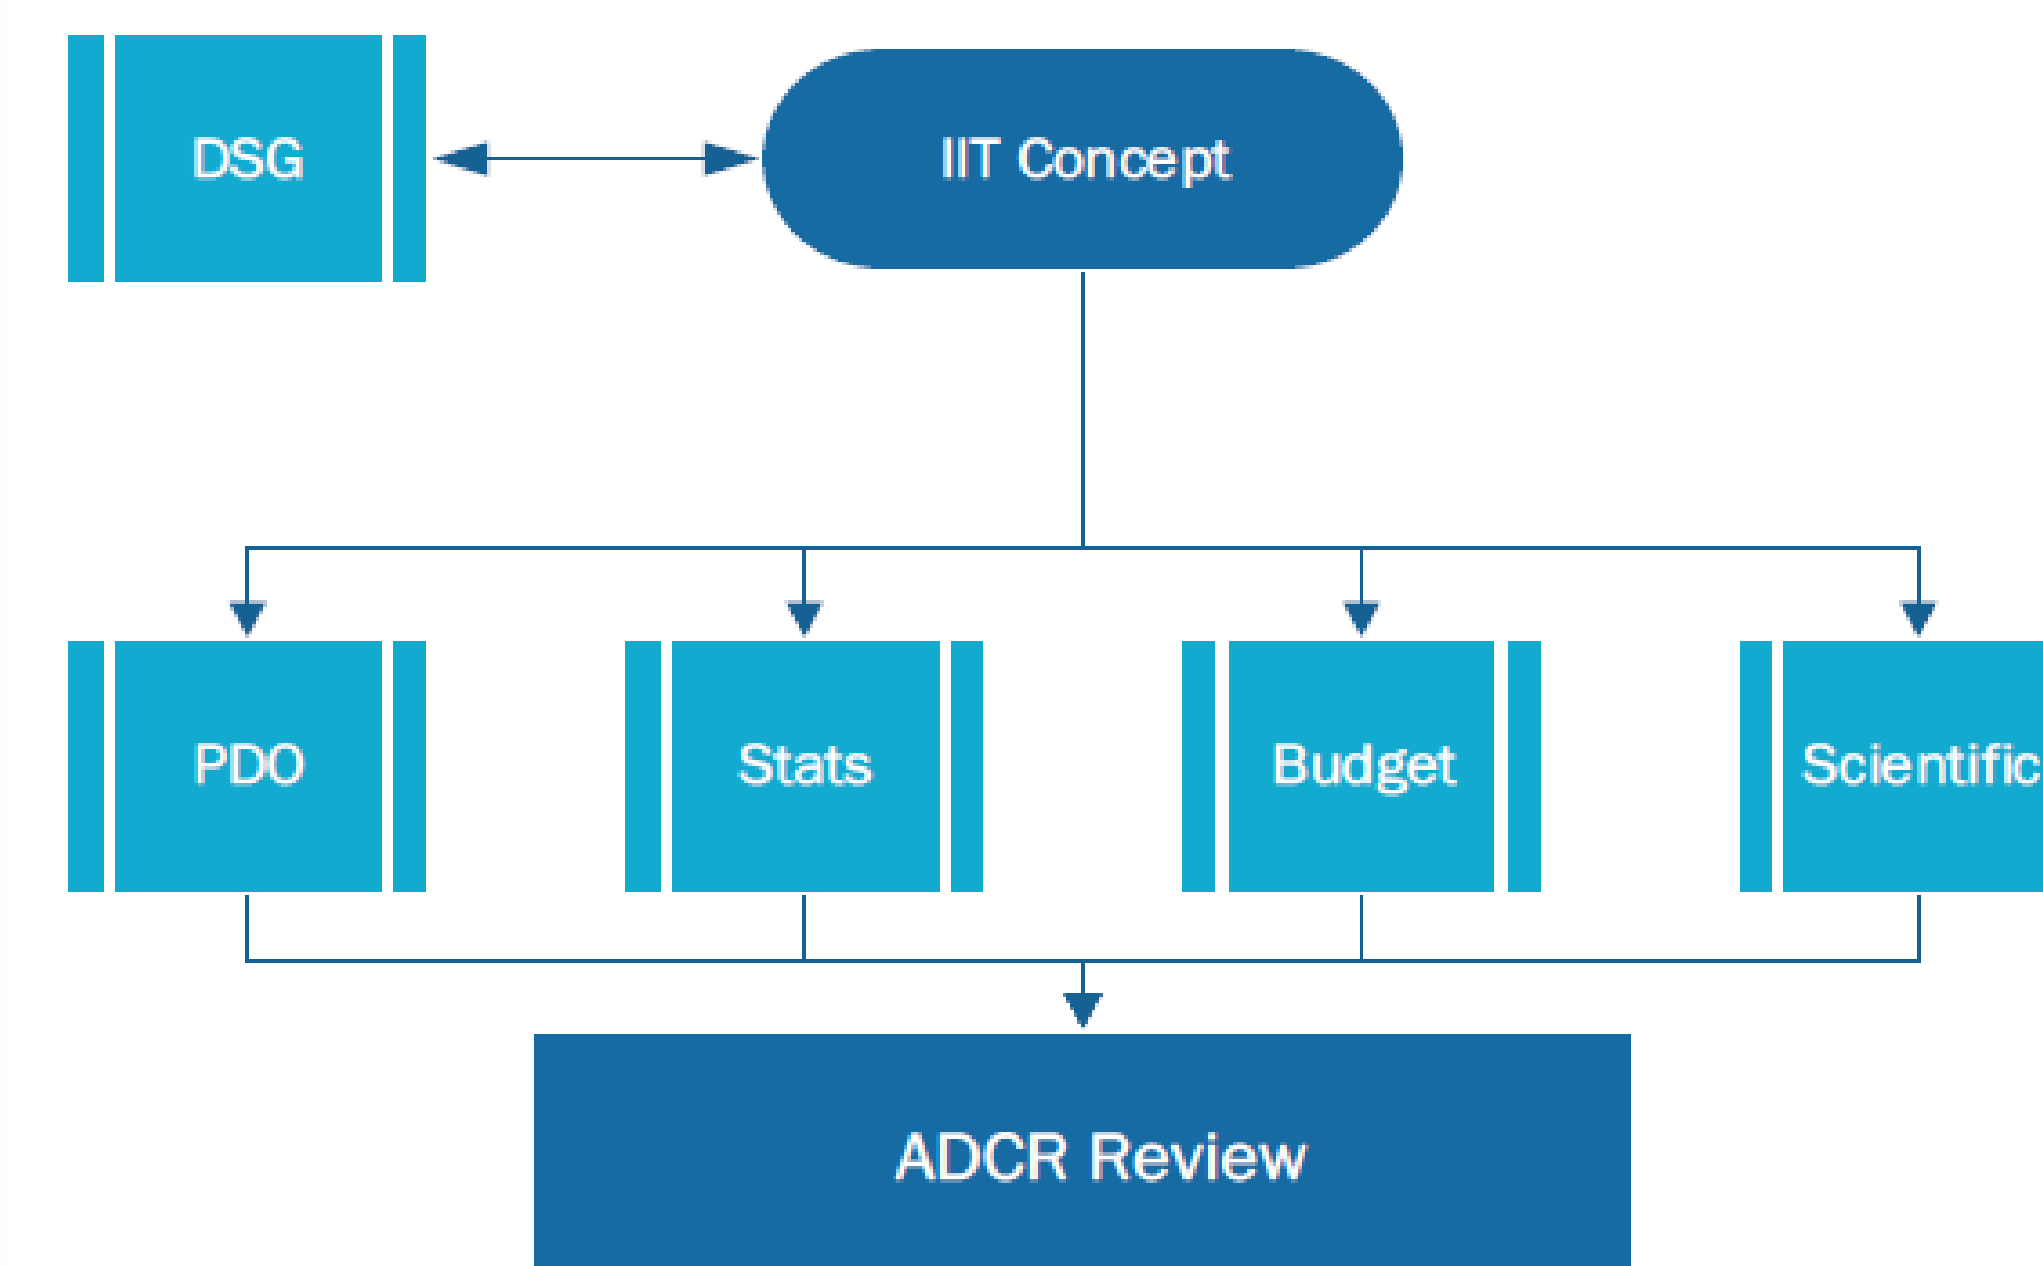 DSG
IIT Concept
PDO
Stats
Budget
Scientific
ADCR Review